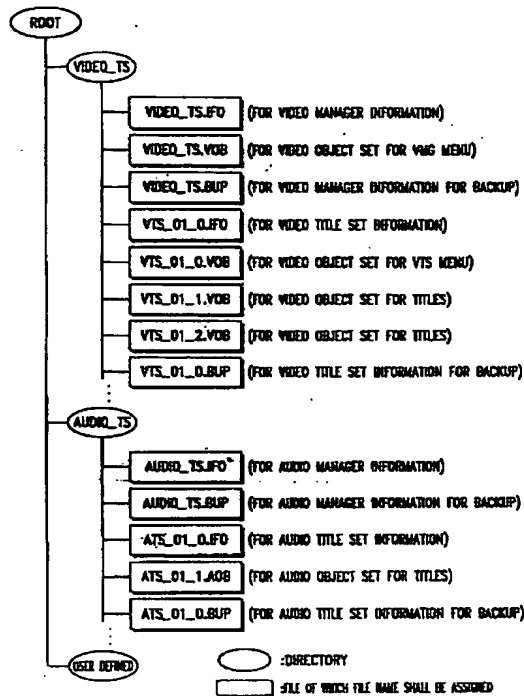 ROOT
VIDEO_TS
VIDEO_TS.IFO (FOR VIDEO MANAGER INFORMATION)
VIDEO_TS.VOB (FOR VIDEO OBJECT SET FOR VMG MENU)
VIDEO_TS.BUP (FOR VIDEO MANAGER INFORMATION FOR BACKUP)
VTS_01_0.IFO (FOR VIDEO TITLE SET INFORMATION)
VTS_01_0.VOB (FOR VIDEO OBJECT SET FOR VTS MENU)
VTS_01_1.VOB (FOR VIDEO OBJECT SET FOR TITLES)
VTS_01_2.VOB (FOR VIDEO OBJECT SET FOR TITLES)
VTS_01_0.BUP (FOR VIDEO TITLE SET INFORMATION FOR BACKUP)
AUDIO_TS
AUDIO_TS.IFO (FOR AUDIO MANAGER INFORMATION)
AUDIO_TS.BUP (FOR AUDIO MANAGER INFORMATION FOR BACKUP)
ATS_01_0.IFO (FOR AUDIO TITLE SET INFORMATION)
ATS_01_1.AOB (FOR AUDIO OBJECT SET FOR TITLES)
ATS_01_0.BUP (FOR AUDIO TITLE SET INFORMATION FOR BACKUP)
USER DEFINED
:DIRECTORY
:FILE OF WHICH FILE NAME SHALL BE ASSIGNED